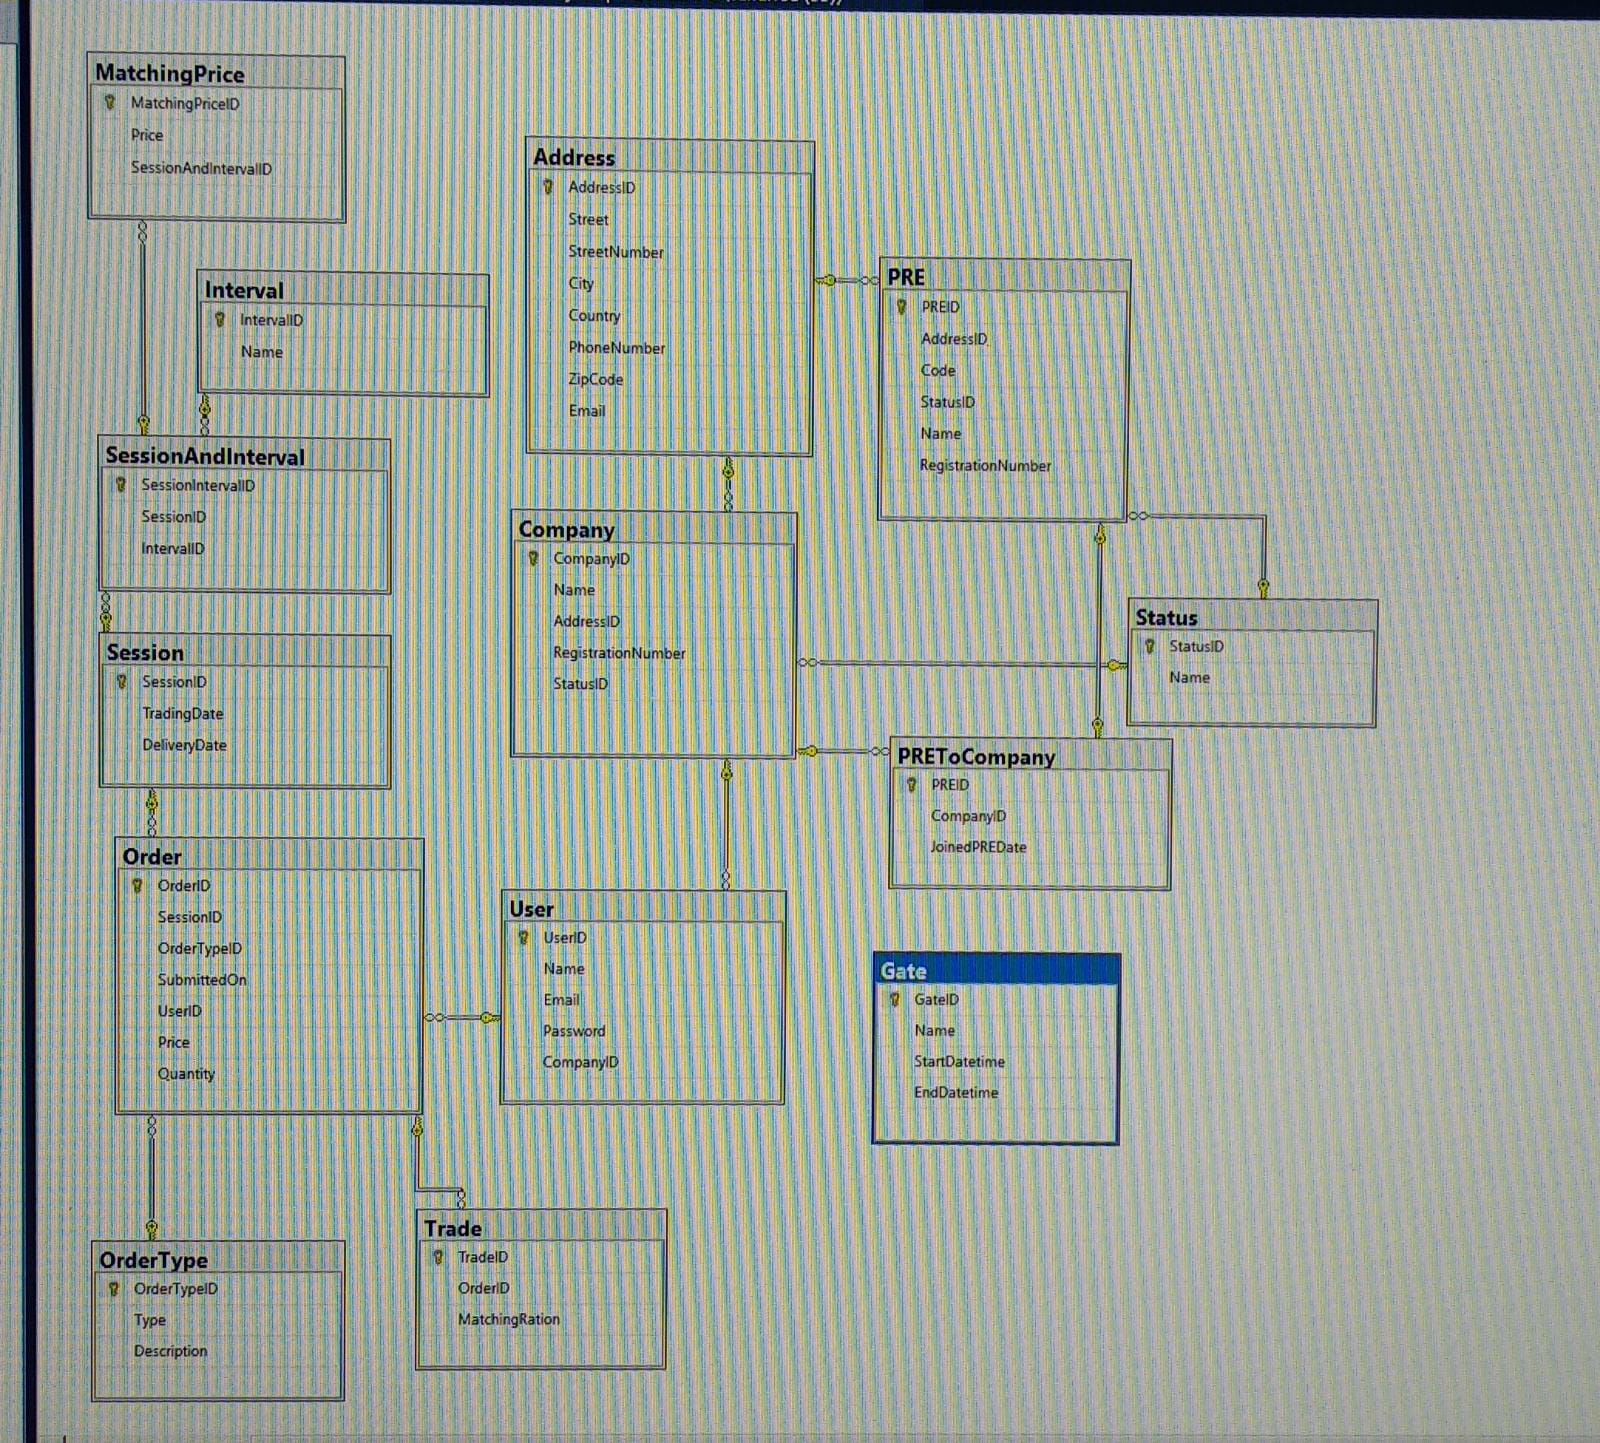 MatchingPrice
MatchingPriceID
Price
SessionAndIntervalID
Interval
IntervalID
Name
SessionAndInterval
SessionIntervalID
SessionID
IntervalID
Session
SessionID
TradingDate
DeliveryDate
Order
OrderID
SessionID
OrderTypeID
SubmittedOn
UserID
Price
Quantity
OrderType
OrderTypeID
Type
Description
Address
AddressID
Street
StreetNumber
City
Country
PhoneNumber
ZipCode
Email
Company
CompanyID
Name
AddressID
RegistrationNumber
StatusID
User
UserID
Name
Email
Password
CompanyID
Trade
TradeID
OrderID
MatchingRation
PRE
PREID
AddressID
Code
StatusID
Name
RegistrationNumber
Status
StatusID
Name
PREToCompany
PREID
CompanyID
JoinedPREDate
Gate
GateID
Name
StartDatetime
EndDatetime